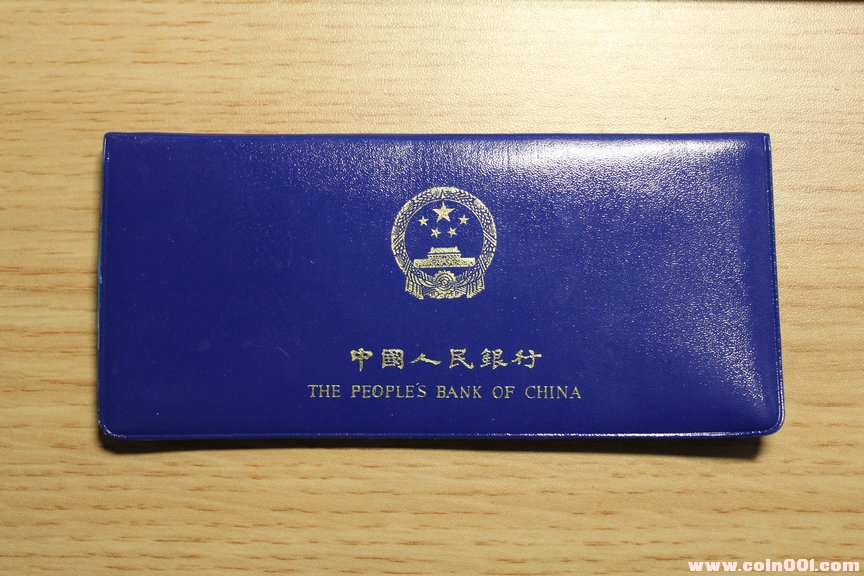 中國人民銀行
THE PEOPLE'S BANK OF CHINA
www.coin001.com